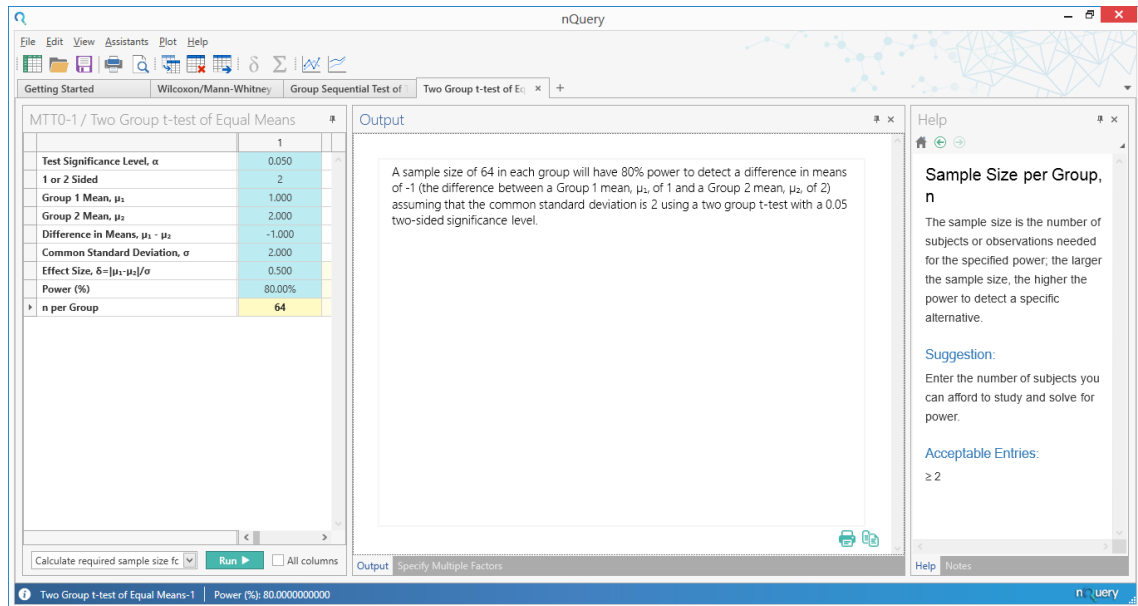 nQuery
File Edit View Assistants Plot Help
δ Σ
Getting Started Wilcoxon/Mann-Whitney Group Sequential Test of Two Group t-test of Eq × +
MTT0-1 / Two Group t-test of Equal Means
1
Test Significance Level, α 0.050
1 or 2 Sided 2
Group 1 Mean, μ₁ 1.000
Group 2 Mean, μ₂ 2.000
Difference in Means, μ₁ - μ₂ -1.000
Common Standard Deviation, σ 2.000
Effect Size, δ=|μ₁-μ₂|/σ 0.500
Power (%) 80.00%
n per Group 64
Calculate required sample size fc Run All columns
Output
A sample size of 64 in each group will have 80% power to detect a difference in means
of -1 (the difference between a Group 1 mean, μ₁, of 1 and a Group 2 mean, μ₂, of 2)
assuming that the common standard deviation is 2 using a two group t-test with a 0.05
two-sided significance level.
Output Specify Multiple Factors
Help
Sample Size per Group,
n
The sample size is the number of
subjects or observations needed
for the specified power; the larger
the sample size, the higher the
power to detect a specific
alternative.
Suggestion:
Enter the number of subjects you
can afford to study and solve for
power.
Acceptable Entries:
≥ 2
Help Notes
Two Group t-test of Equal Means-1 Power (%): 80.0000000000
nQuery